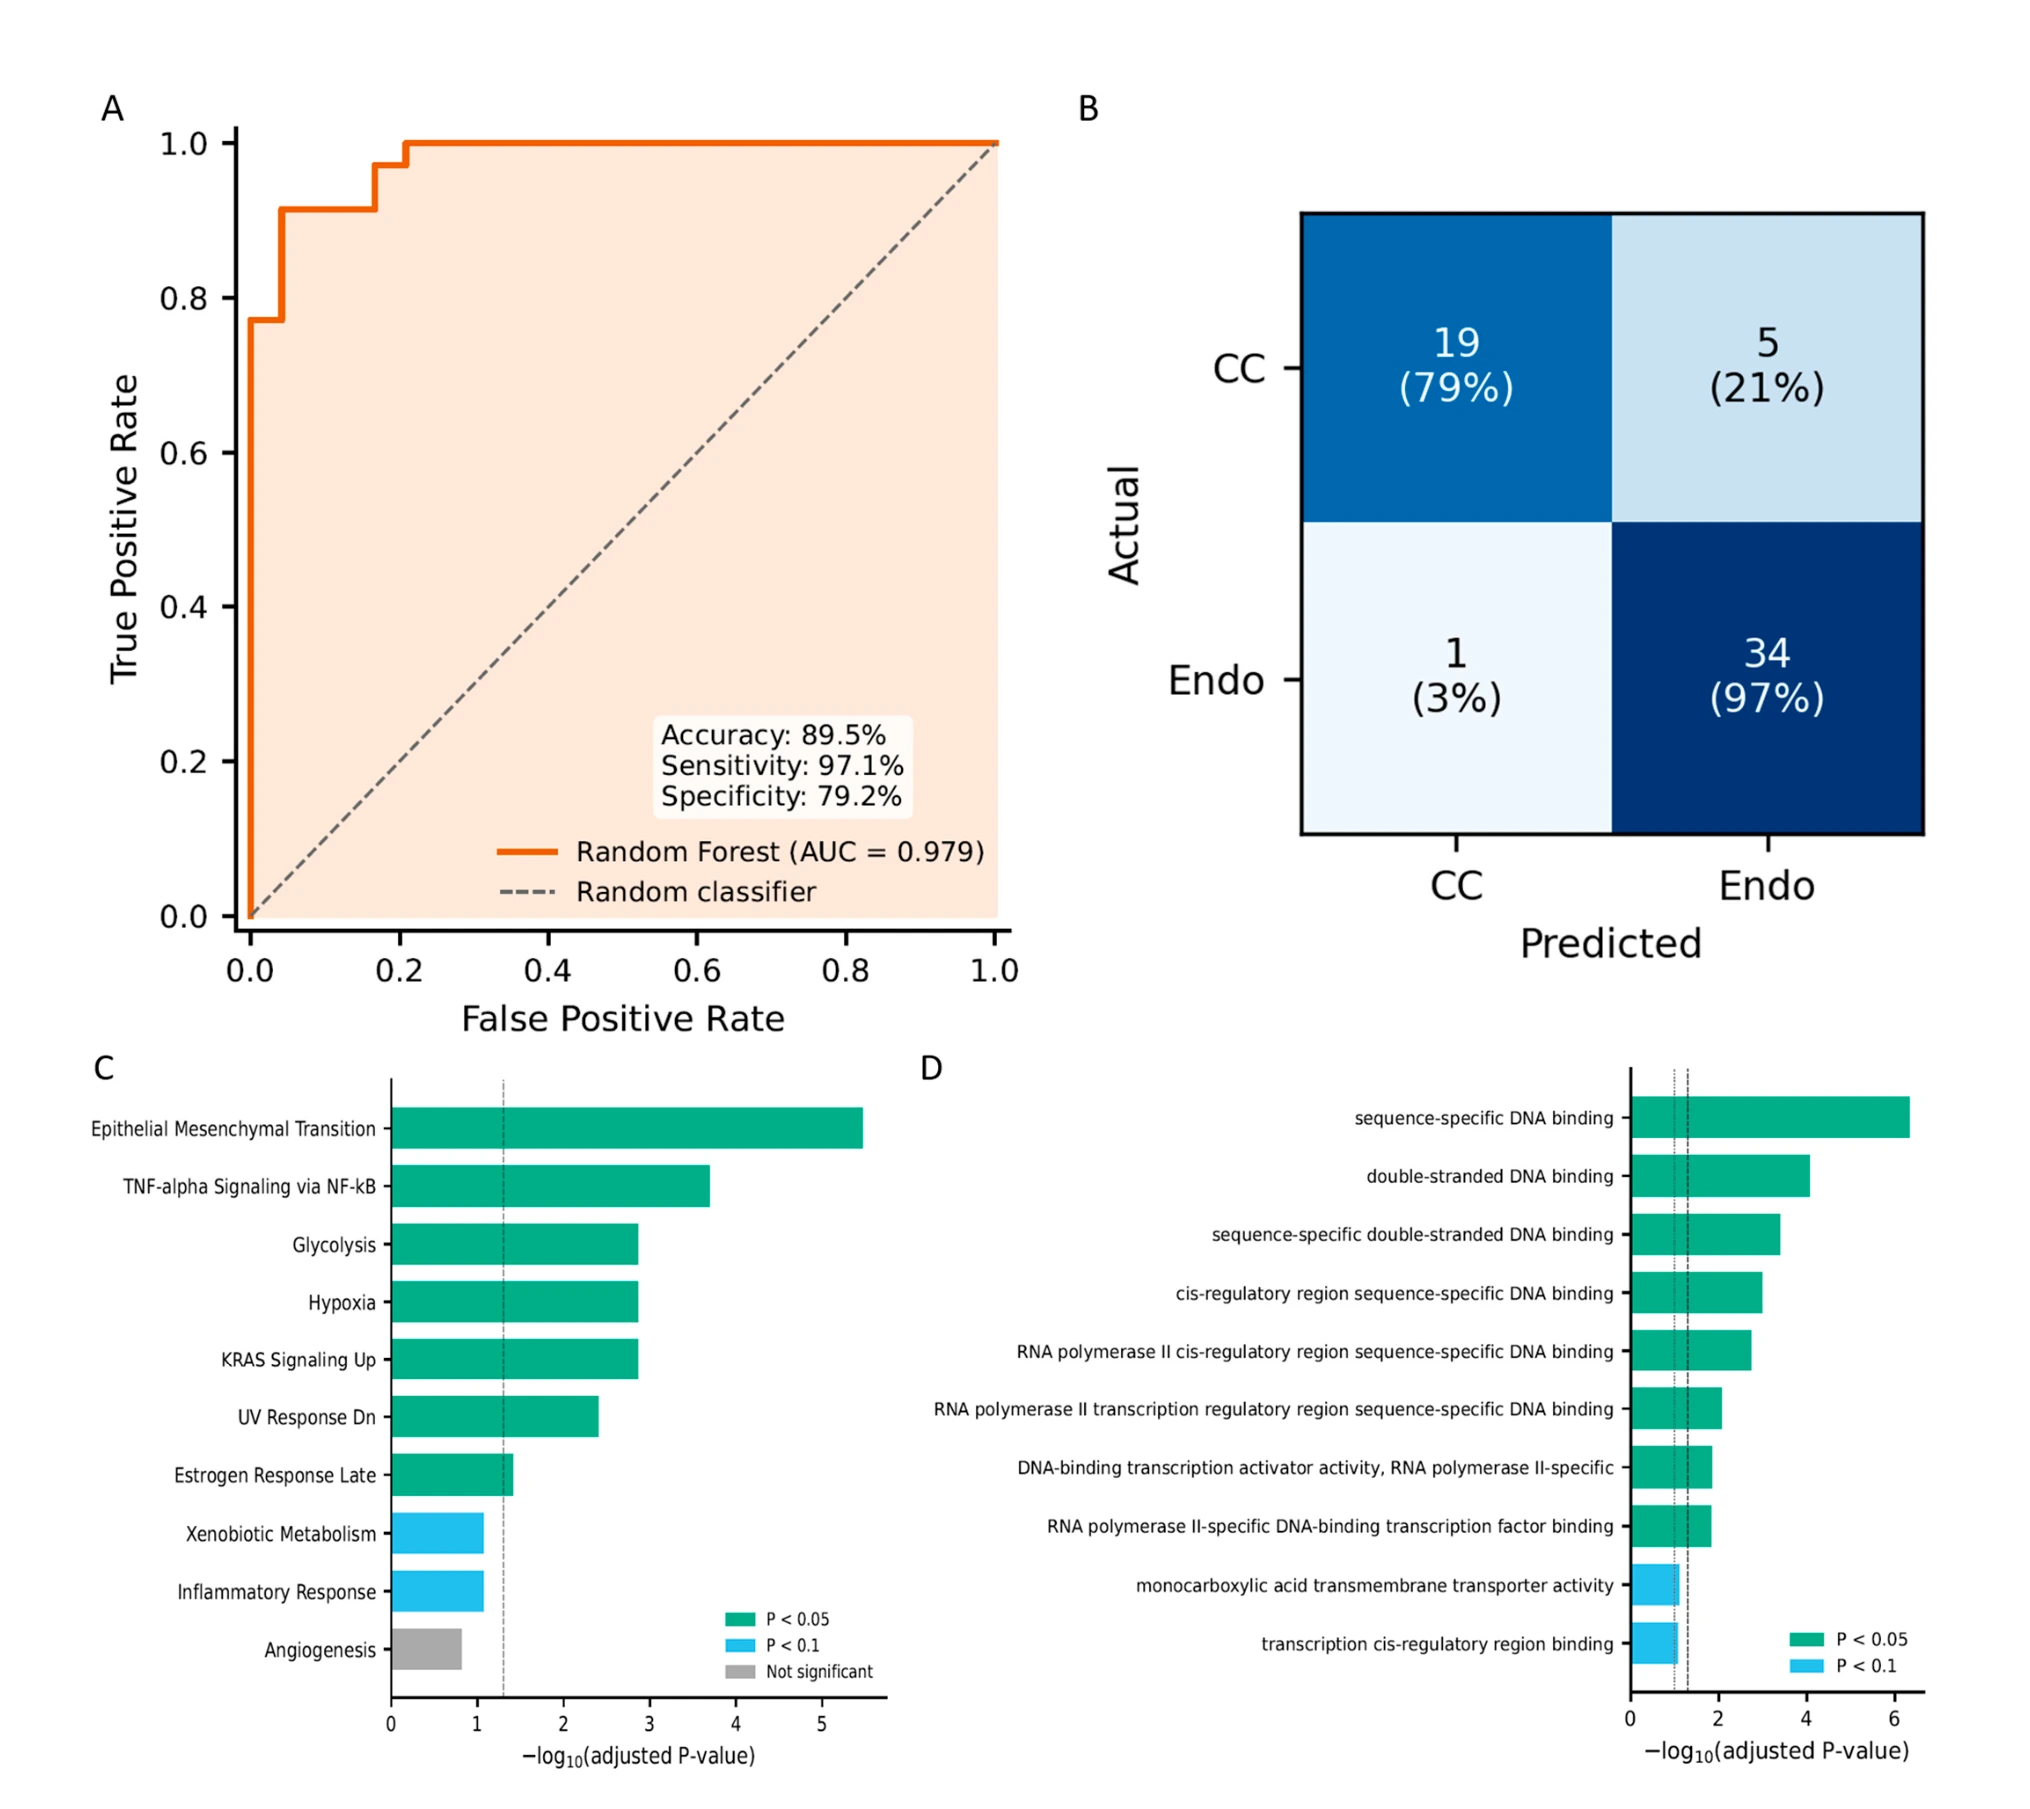 A
1.0
0.8
0.6
0.4
0.2
0.0
True Positive Rate
Accuracy: 89.5%
Sensitivity: 97.1%
Specificity: 79.2%
Random Forest (AUC = 0.979)
Random classifier
0.0 0.2 0.4 0.6 0.8 1.0
False Positive Rate
B
Actual
CC
Endo
19
(79%)
5
(21%)
1
(3%)
34
(97%)
CC Endo
Predicted
C
Epithelial Mesenchymal Transition
TNF-alpha Signaling via NF-kB
Glycolysis
Hypoxia
KRAS Signaling Up
UV Response Dn
Estrogen Response Late
Xenobiotic Metabolism
Inflammatory Response
Angiogenesis
P < 0.05
P < 0.1
Not significant
0 1 2 3 4 5
−log₁₀(adjusted P-value)
D
sequence-specific DNA binding
double-stranded DNA binding
sequence-specific double-stranded DNA binding
cis-regulatory region sequence-specific DNA binding
RNA polymerase II cis-regulatory region sequence-specific DNA binding
RNA polymerase II transcription regulatory region sequence-specific DNA binding
DNA-binding transcription activator activity, RNA polymerase II-specific
RNA polymerase II-specific DNA-binding transcription factor binding
monocarboxylic acid transmembrane transporter activity
transcription cis-regulatory region binding
P < 0.05
P < 0.1
0 2 4 6
−log₁₀(adjusted P-value)